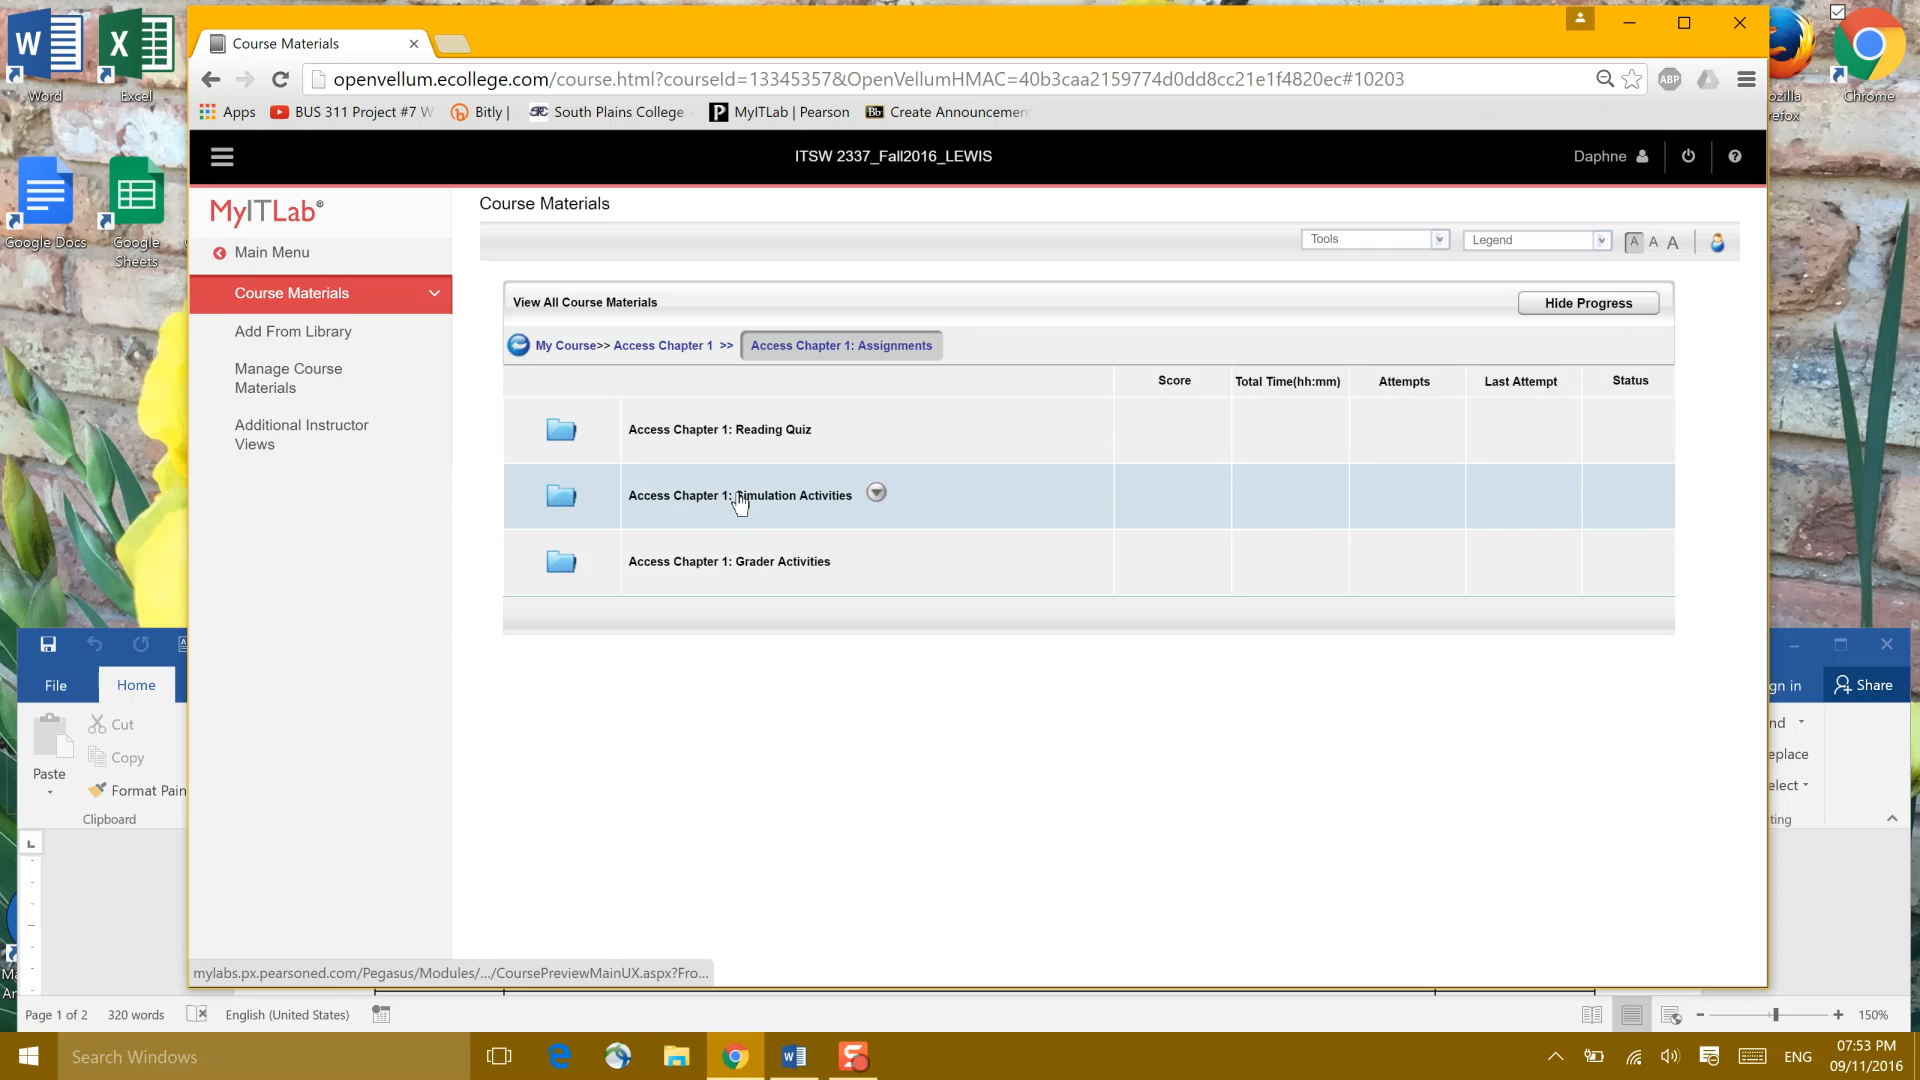 Course Materials
openvellum.ecollege.com/course.html?courseId=13345357&OpenVellumHMAC=40b3caa2159774d0dd8cc21e1f4820ec#10203
ABP
Apps
BUS 311 Project #7 W
Bitly |
South Plains College
MyITLab | Pearson
Create Announcemen
Word
Excel
Google Docs
Google Sheets
ozilla
refox
Chrome
ITSW 2337_Fall2016_LEWIS
Daphne
MyITLab®
Main Menu
Course Materials
Add From Library
Manage Course
Materials
Additional Instructor
Views
Course Materials
Tools
Legend
A A A
View All Course Materials
Hide Progress
My Course>> Access Chapter 1 >> Access Chapter 1: Assignments
Score
Total Time(hh:mm)
Attempts
Last Attempt
Status
Access Chapter 1: Reading Quiz
Access Chapter 1: Simulation Activities
Access Chapter 1: Grader Activities
File
Home
gn in
Share
Cut
Copy
Paste
Format Pain
Clipboard
nd
eplace
elect
ting
mylabs.px.pearsoned.com/Pegasus/Modules/.../CoursePreviewMainUX.aspx?Fro...
Page 1 of 2
320 words
English (United States)
150%
Search Windows
ENG
07:53 PM
09/11/2016